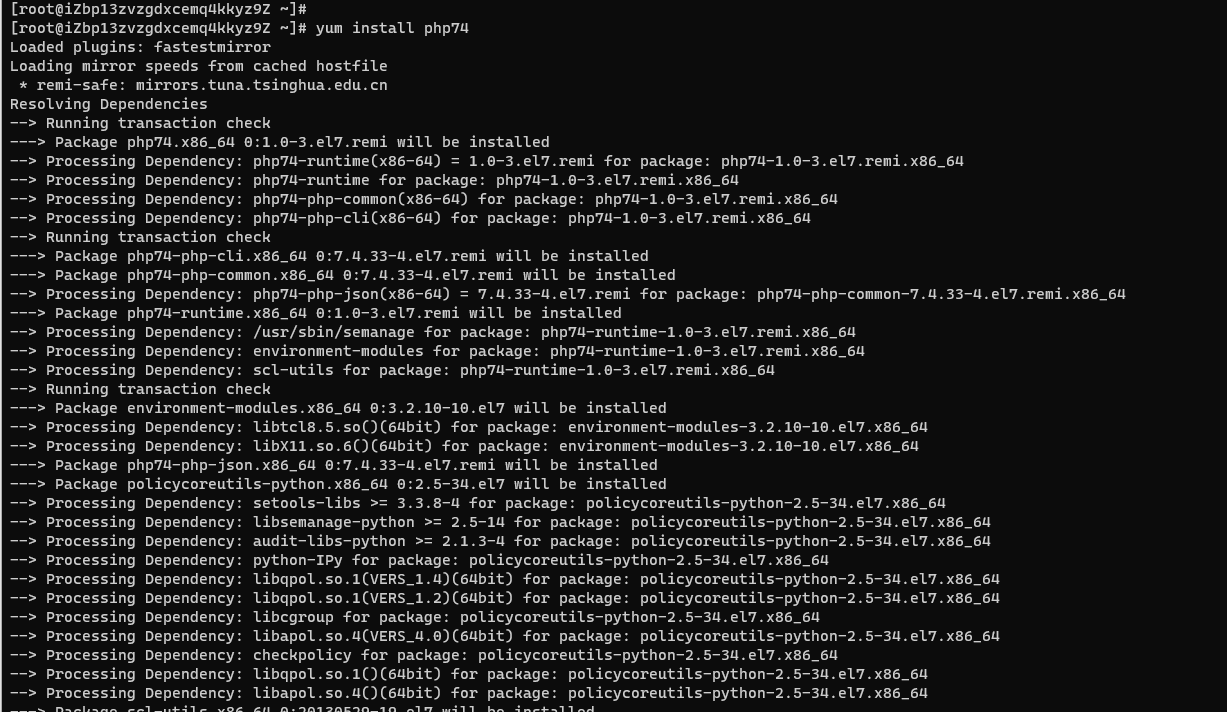 [root@iZbp13zvzgdxcemq4kkyz9Z ~]#
[root@iZbp13zvzgdxcemq4kkyz9Z ~]# yum install php74
Loaded plugins: fastestmirror
Loading mirror speeds from cached hostfile
 * remi-safe: mirrors.tuna.tsinghua.edu.cn
Resolving Dependencies
--> Running transaction check
---> Package php74.x86_64 0:1.0-3.el7.remi will be installed
--> Processing Dependency: php74-runtime(x86-64) = 1.0-3.el7.remi for package: php74-1.0-3.el7.remi.x86_64
--> Processing Dependency: php74-runtime for package: php74-1.0-3.el7.remi.x86_64
--> Processing Dependency: php74-php-common(x86-64) for package: php74-1.0-3.el7.remi.x86_64
--> Processing Dependency: php74-php-cli(x86-64) for package: php74-1.0-3.el7.remi.x86_64
--> Running transaction check
---> Package php74-php-cli.x86_64 0:7.4.33-4.el7.remi will be installed
---> Package php74-php-common.x86_64 0:7.4.33-4.el7.remi will be installed
--> Processing Dependency: php74-php-json(x86-64) = 7.4.33-4.el7.remi for package: php74-php-common-7.4.33-4.el7.remi.x86_64
---> Package php74-runtime.x86_64 0:1.0-3.el7.remi will be installed
--> Processing Dependency: /usr/sbin/semanage for package: php74-runtime-1.0-3.el7.remi.x86_64
--> Processing Dependency: environment-modules for package: php74-runtime-1.0-3.el7.remi.x86_64
--> Processing Dependency: scl-utils for package: php74-runtime-1.0-3.el7.remi.x86_64
--> Running transaction check
---> Package environment-modules.x86_64 0:3.2.10-10.el7 will be installed
--> Processing Dependency: libtcl8.5.so()(64bit) for package: environment-modules-3.2.10-10.el7.x86_64
--> Processing Dependency: libX11.so.6()(64bit) for package: environment-modules-3.2.10-10.el7.x86_64
---> Package php74-php-json.x86_64 0:7.4.33-4.el7.remi will be installed
---> Package policycoreutils-python.x86_64 0:2.5-34.el7 will be installed
--> Processing Dependency: setools-libs >= 3.3.8-4 for package: policycoreutils-python-2.5-34.el7.x86_64
--> Processing Dependency: libsemanage-python >= 2.5-14 for package: policycoreutils-python-2.5-34.el7.x86_64
--> Processing Dependency: audit-libs-python >= 2.1.3-4 for package: policycoreutils-python-2.5-34.el7.x86_64
--> Processing Dependency: python-IPy for package: policycoreutils-python-2.5-34.el7.x86_64
--> Processing Dependency: libqpol.so.1(VERS_1.4)(64bit) for package: policycoreutils-python-2.5-34.el7.x86_64
--> Processing Dependency: libqpol.so.1(VERS_1.2)(64bit) for package: policycoreutils-python-2.5-34.el7.x86_64
--> Processing Dependency: libcgroup for package: policycoreutils-python-2.5-34.el7.x86_64
--> Processing Dependency: libapol.so.4(VERS_4.0)(64bit) for package: policycoreutils-python-2.5-34.el7.x86_64
--> Processing Dependency: checkpolicy for package: policycoreutils-python-2.5-34.el7.x86_64
--> Processing Dependency: libqpol.so.1()(64bit) for package: policycoreutils-python-2.5-34.el7.x86_64
--> Processing Dependency: libapol.so.4()(64bit) for package: policycoreutils-python-2.5-34.el7.x86_64
---> Package scl-utils.x86_64 0:20130529-19.el7 will be installed